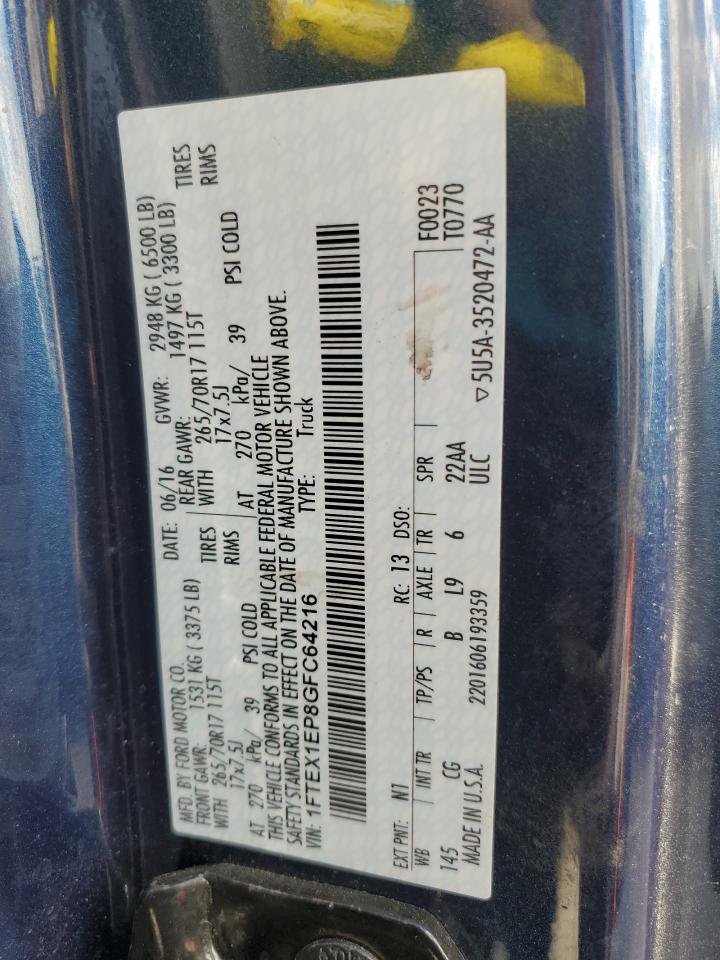 MFD. BY FORD MOTOR CO.
DATE: 06/16 GVWR: 2948 KG ( 6500 LB)
FRONT GAWR: 1531 KG ( 3375 LB) REAR GAWR: 1497 KG ( 3300 LB)
WITH 265/70R17 115T TIRES WITH 265/70R17 115T TIRES
17x7.5J RIMS 17x7.5J RIMS
AT 270 kPa/ 39 PSI COLD AT 270 kPa/ 39 PSI COLD
THIS VEHICLE CONFORMS TO ALL APPLICABLE FEDERAL MOTOR VEHICLE
SAFETY STANDARDS IN EFFECT ON THE DATE OF MANUFACTURE SHOWN ABOVE.
VIN: 1FTEX1EP8GFC64216 TYPE: Truck
EXT PNT: N1 RC: 13 DSO: F0023
WB INT TR TP/PS R AXLE TR SPR T0770
145 CG B L9 6 22AA
MADE IN U.S.A. 2201606193359 ULC ▽5U5A-3520472-AA